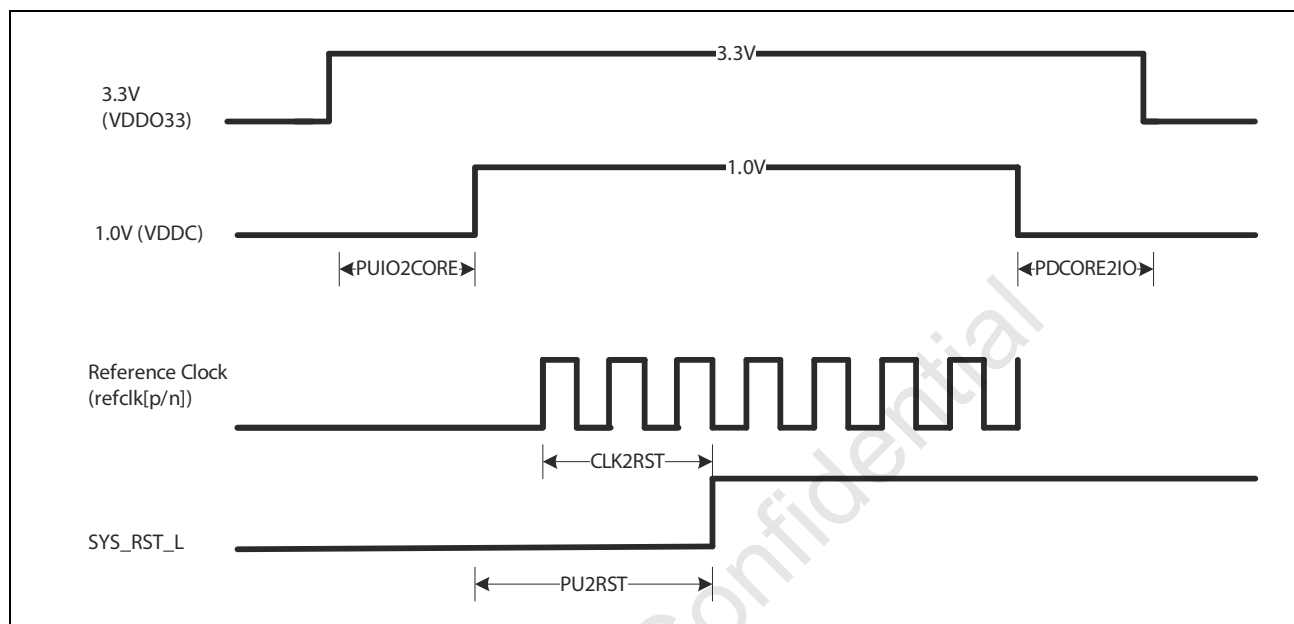 3.3V
3.3V
(VDDO33)
1.0V
1.0V (VDDC)
PUIO2CORE
PDCORE2IO
Reference Clock
(refclk[p/n])
CLK2RST
SYS_RST_L
PU2RST
Confidential